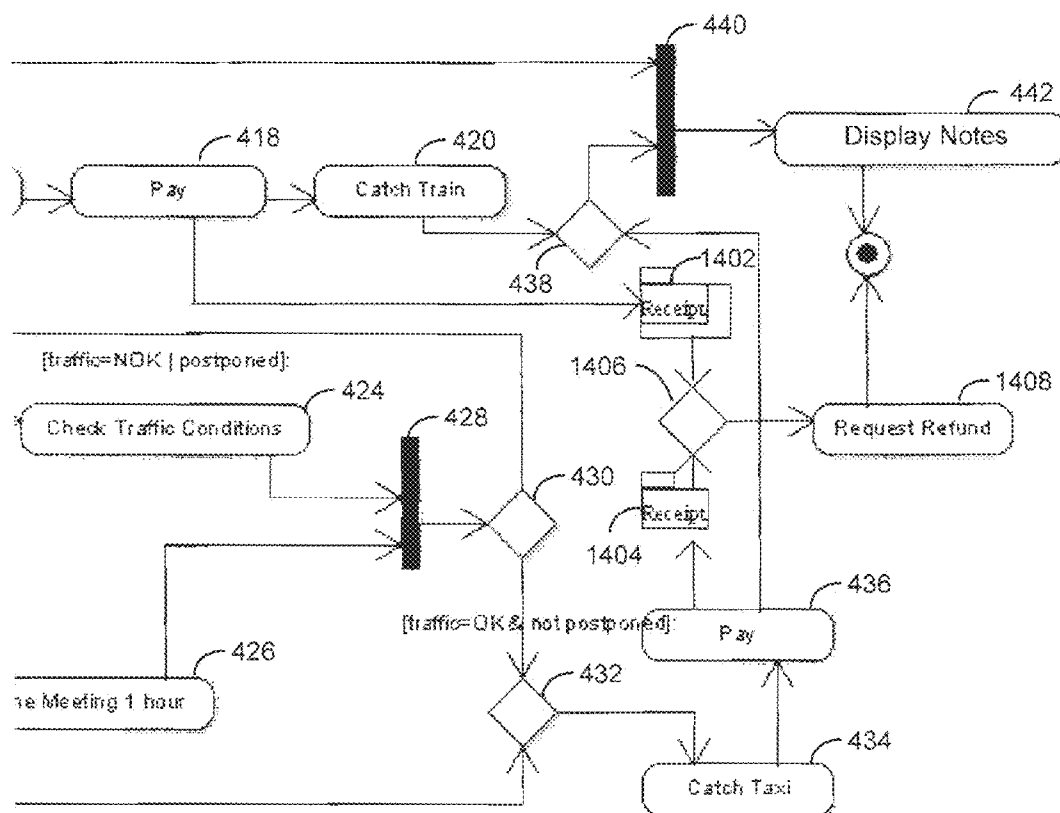 440
442
Display Notes
418
420
Pay
Catch Train
438
1402
Receipt
[traffic=NOK | postponed]:
1406
1408
424
Check Traffic Conditions
428
Request Refund
430
Receipt
1404
436
[traffic=OK & not postponed]:
Pay
426
ne Meeting 1 hour
432
434
Catch Taxi